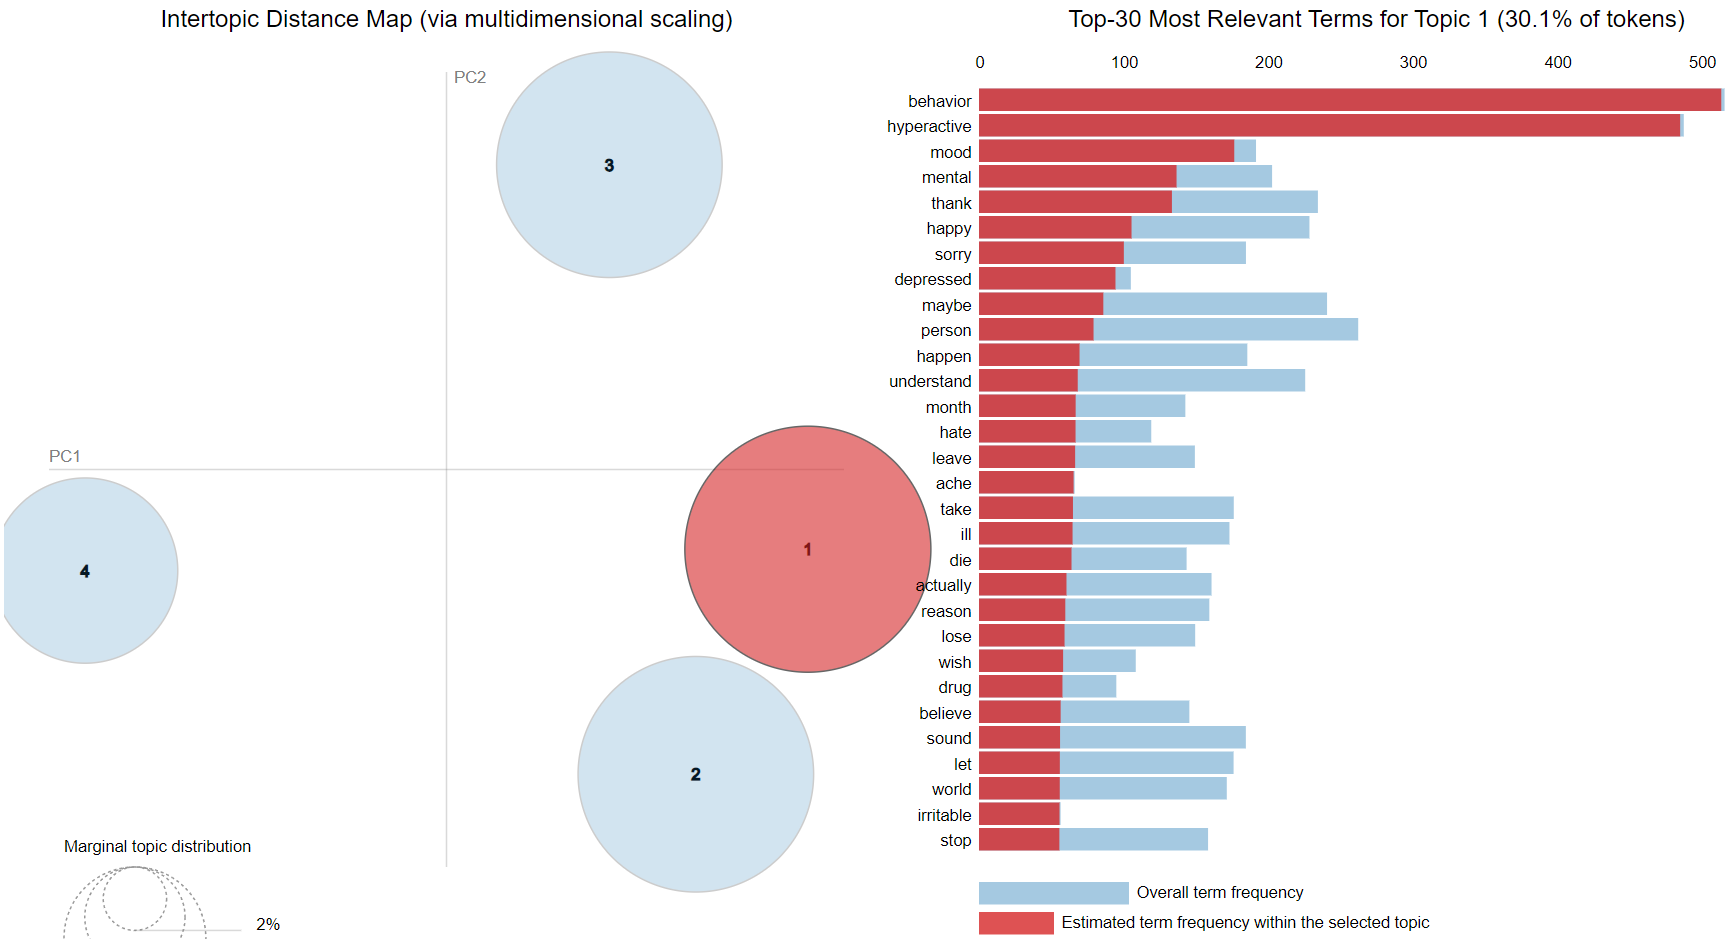 Intertopic Distance Map (via multidimensional scaling)
PC2
PC1
3
1
4
2
Marginal topic distribution
2%
Top-30 Most Relevant Terms for Topic 1 (30.1% of tokens)
0 100 200 300 400 500
behavior
hyperactive
mood
mental
thank
happy
sorry
depressed
maybe
person
happen
understand
month
hate
leave
ache
take
ill
die
actually
reason
lose
wish
drug
believe
sound
let
world
irritable
stop
Overall term frequency
Estimated term frequency within the selected topic